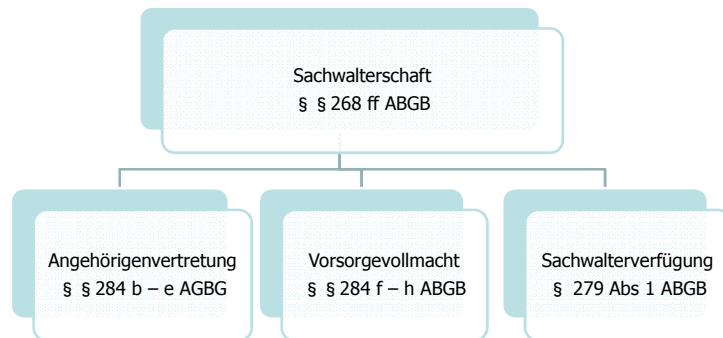 Sachwalterschaft
§ § 268 ff ABGB
Angehörigenvertretung
§ § 284 b – e AGBG
Vorsorgevollmacht
§ § 284 f – h ABGB
Sachwalterverfügung
§ 279 Abs 1 ABGB